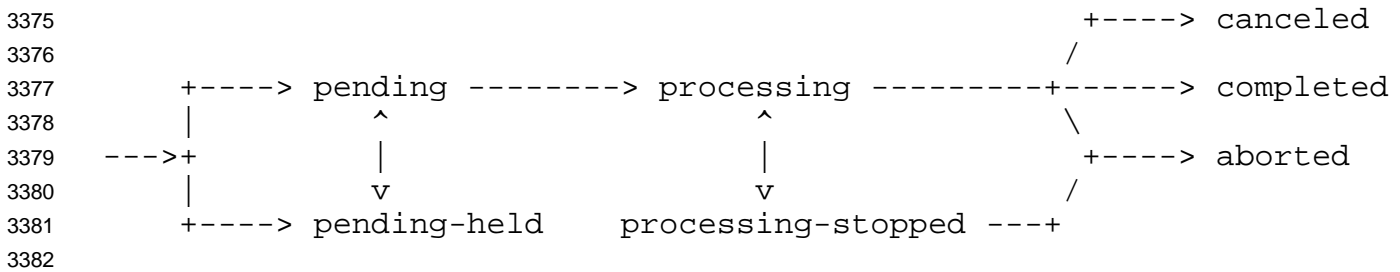 3375                                                   +----> canceled
3376                                                  /
3377      +----> pending --------> processing ---------+------> completed
3378      |         ^                   ^               \
3379  --->+         |                   |                +----> aborted
3380      |         v                   v               /
3381      +----> pending-held    processing-stopped ---+
3382